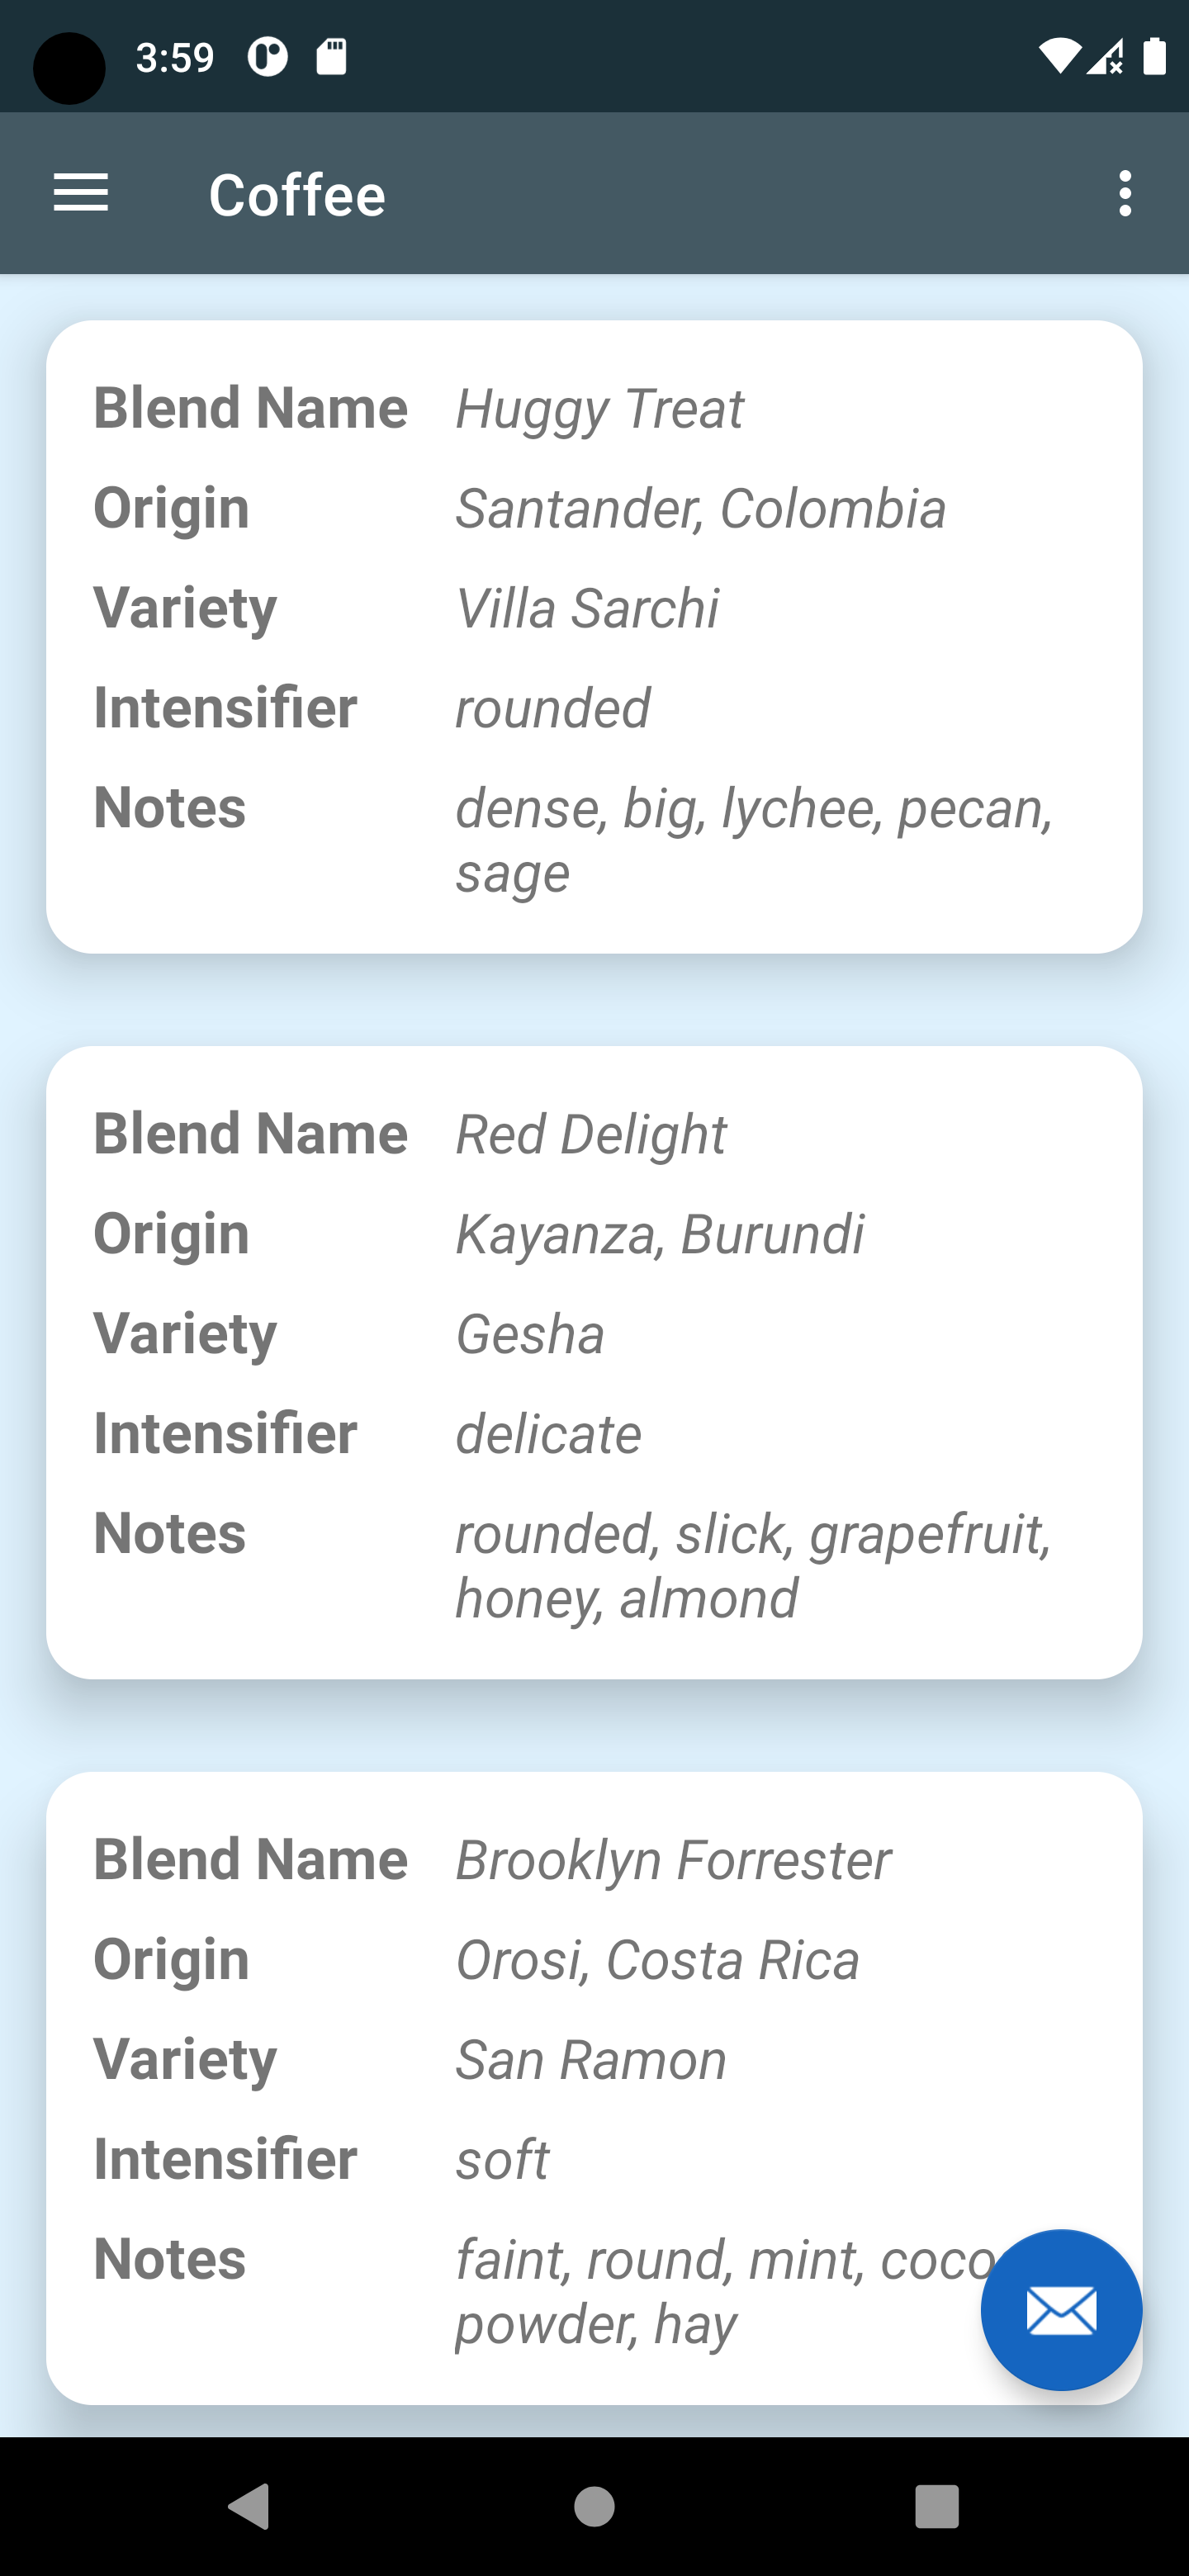 3:59
Coffee
Blend Name Huggy Treat
Origin Santander, Colombia
Variety Villa Sarchi
Intensifier rounded
Notes dense, big, lychee, pecan,
sage
Blend Name Red Delight
Origin Kayanza, Burundi
Variety Gesha
Intensifier delicate
Notes rounded, slick, grapefruit,
honey, almond
Blend Name Brooklyn Forrester
Origin Orosi, Costa Rica
Variety San Ramon
Intensifier soft
Notes faint, round, mint,
powder, hay